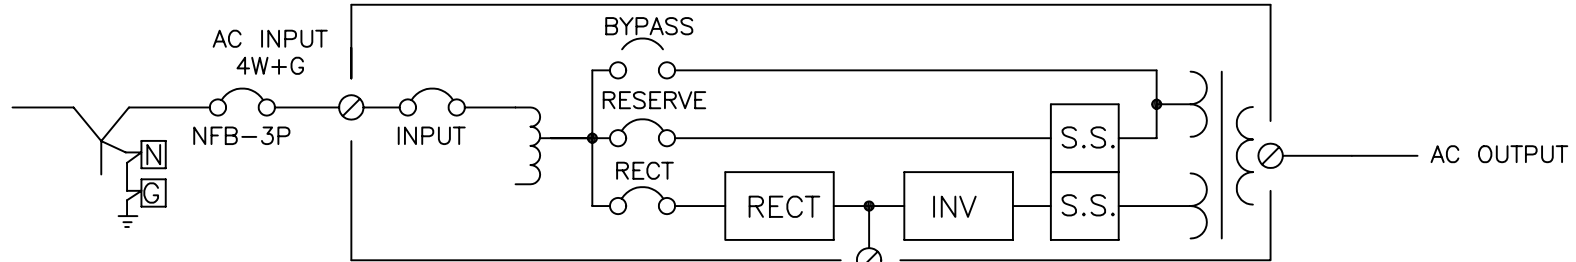 BYPASS
AC INPUT
4W+G
RESERVE
NFB-3P
INPUT
S.S.
N
AC OUTPUT
RECT
G
RECT
INV
S.S.